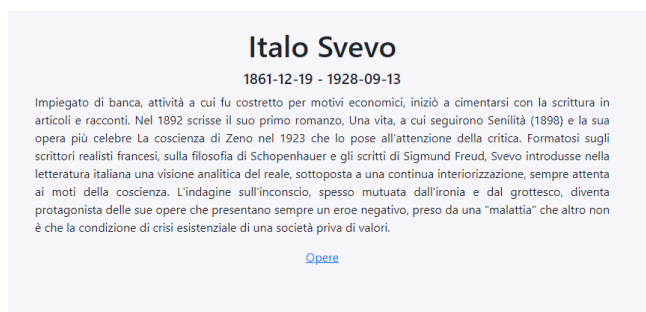 Italo Svevo
1861-12-19 - 1928-09-13
Impiegato di banca, attività a cui fu costretto per motivi economici, iniziò a cimentarsi con la scrittura in
articoli e racconti. Nel 1892 scrisse il suo primo romanzo, Una vita, a cui seguirono Senilità (1898) e la sua
opera più celebre La coscienza di Zeno nel 1923 che lo pose all'attenzione della critica. Formatosi sugli
scrittori realisti francesi, sulla filosofia di Schopenhauer e gli scritti di Sigmund Freud, Svevo introdusse nella
letteratura italiana una visione analitica del reale, sottoposta a una continua interiorizzazione, sempre attenta
ai moti della coscienza. L'indagine sull'inconscio, spesso mutuata dall'ironia e dal grottesco, diventa
protagonista delle sue opere che presentano sempre un eroe negativo, preso da una "malattia" che altro non
è che la condizione di crisi esistenziale di una società priva di valori.
Opere